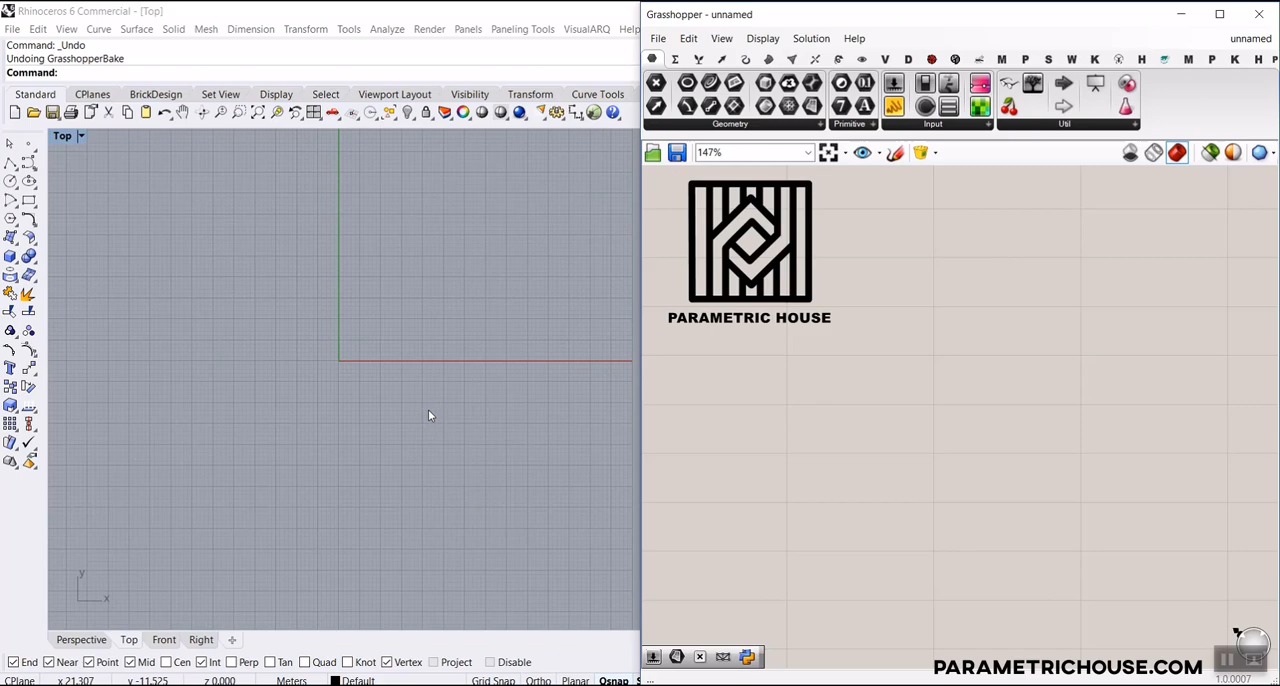 Rhinoceros 6 Commercial - [Top]
File Edit View Curve Surface Solid Mesh Dimension Transform Tools Analyze Render Panels Paneling Tools VisualARQ Help
Command: _Undo
Undoing GrasshopperBake
Command:
Standard CPlanes BrickDesign Set View Display Select Viewport Layout Visibility Transform Curve Tools
Top
y
x
Perspective Top Front Right
End Near Point Mid Cen Int Perp Tan Quad Knot Vertex Project Disable
CPlane x 21.307 y -11.525 z 0.000 Meters Default Grid Snap Ortho Planar Osnap
Grasshopper - unnamed
File Edit View Display Solution Help unnamed
V D M P S W K H M P K H P
Geometry Primitive Input Util
147%
PARAMETRIC HOUSE
PARAMETRICHOUSE.COM
...
1.0.0007